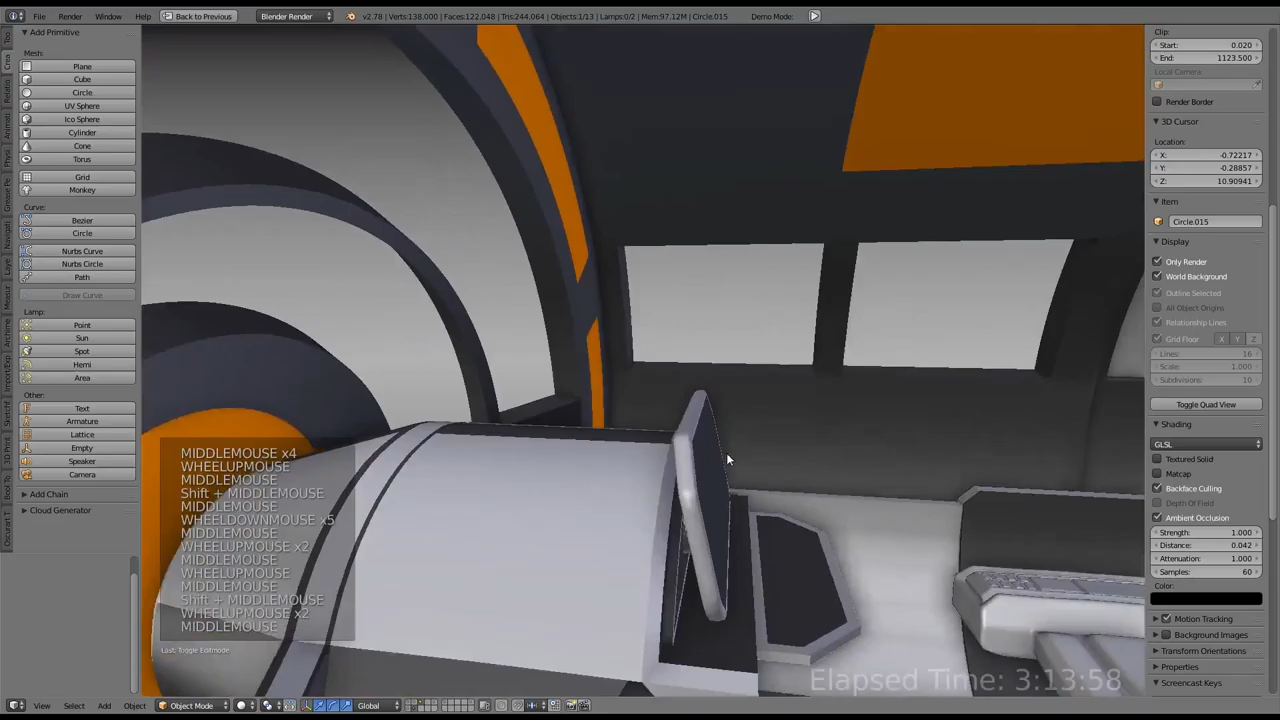 File Render Window Help Back to Previous Blender Render v2.78 | Verts:138,000 | Faces:122,048 | Tris:244,064 | Objects:1/13 | Lamps:0/2 | Mem:97.12M | Circle.015 Demo Mode:
Add Primitive
Mesh:
Plane
Cube
Circle
UV Sphere
Ico Sphere
Cylinder
Cone
Torus
Grid
Monkey
Curve:
Bezier
Circle
Nurbs Curve
Nurbs Circle
Path
Draw Curve
Lamp:
Point
Sun
Spot
Hemi
Area
Other:
Text
Armature
Lattice
Empty
Speaker
Camera
Add Chain
Cloud Generator
MIDDLEMOUSE x4
WHEELUPMOUSE
MIDDLEMOUSE
Shift + MIDDLEMOUSE
MIDDLEMOUSE
WHEELDOWNMOUSE x5
MIDDLEMOUSE
WHEELUPMOUSE x2
MIDDLEMOUSE
WHEELUPMOUSE
MIDDLEMOUSE
Shift + MIDDLEMOUSE
WHEELUPMOUSE x2
MIDDLEMOUSE
Last: Toggle Editmode
Clip:
Start: 0.020
End: 1123.500
Local Camera:
Render Border
3D Cursor
Location:
X: -0.72217
Y: -0.28857
Z: 10.90941
Item
Circle.015
Display
Only Render
World Background
Outline Selected
All Object Origins
Relationship Lines
Grid Floor X Y Z
Lines: 16
Scale: 1.000
Subdivisions: 10
Toggle Quad View
Shading
GLSL
Textured Solid
Matcap
Backface Culling
Depth Of Field
Ambient Occlusion
Strength: 1.000
Distance: 0.042
Attenuation: 1.000
Samples: 60
Color:
Motion Tracking
Background Images
Transform Orientations
Properties
Screencast Keys
Elapsed Time: 3:13:58
View Select Add Object Object Mode Global